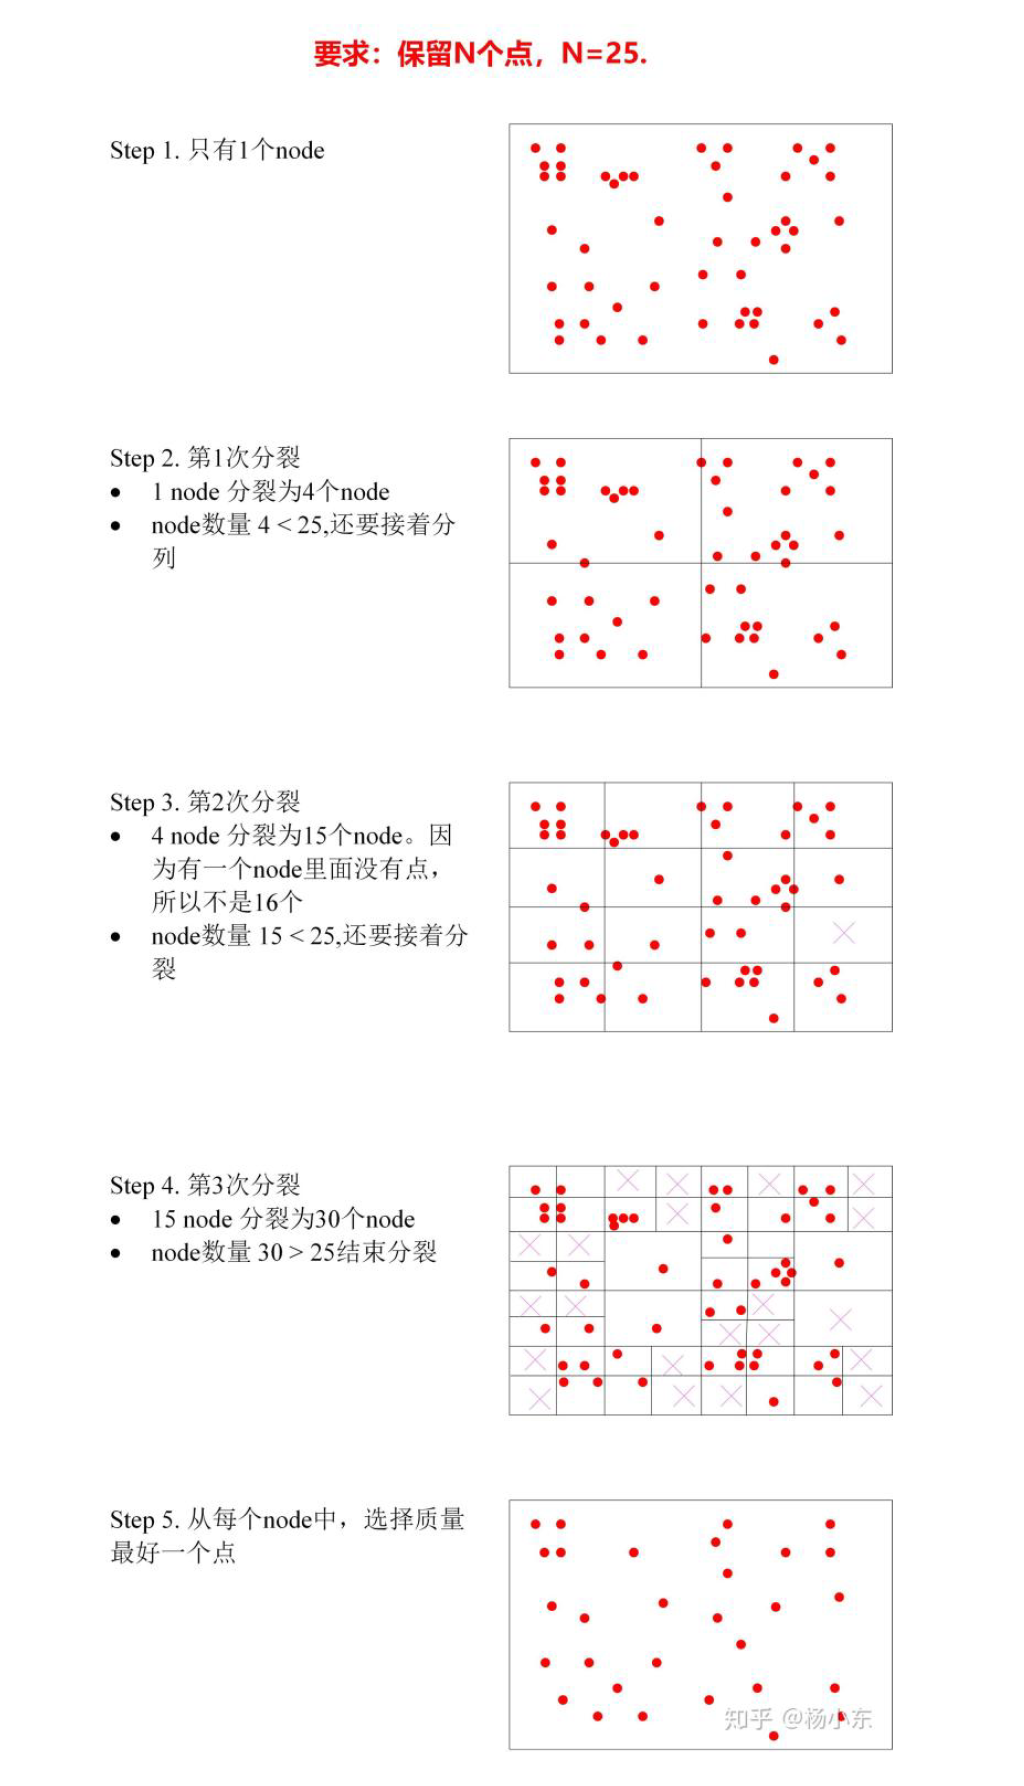 要求：保留N个点，N=25.
Step 1. 只有1个node
Step 2. 第1次分裂
• 1 node 分裂为4个node
• node数量 4 < 25,还要接着分
列
Step 3. 第2次分裂
• 4 node 分裂为15个node。因
为有一个node里面没有点，
所以不是16个
• node数量 15 < 25,还要接着分
裂
Step 4. 第3次分裂
• 15 node 分裂为30个node
• node数量 30 > 25结束分裂
Step 5. 从每个node中，选择质量
最好一个点
知乎 @杨小东